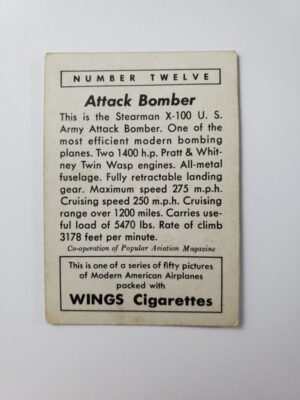 NUMBER TWELVE
Attack Bomber
This is the Stearman X-100 U. S.
Army Attack Bomber. One of the
most efficient modern bombing
planes. Two 1400 h.p. Pratt & Whit-
ney Twin Wasp engines. All-metal
fuselage. Fully retractable landing
gear. Maximum speed 275 m.p.h.
Cruising speed 250 m.p.h. Cruising
range over 1200 miles. Carries use-
ful load of 5470 lbs. Rate of climb
3178 feet per minute.
Co-operation of Popular Aviation Magazine
This is one of a series of fifty pictures
of Modern American Airplanes
packed with
WINGS Cigarettes